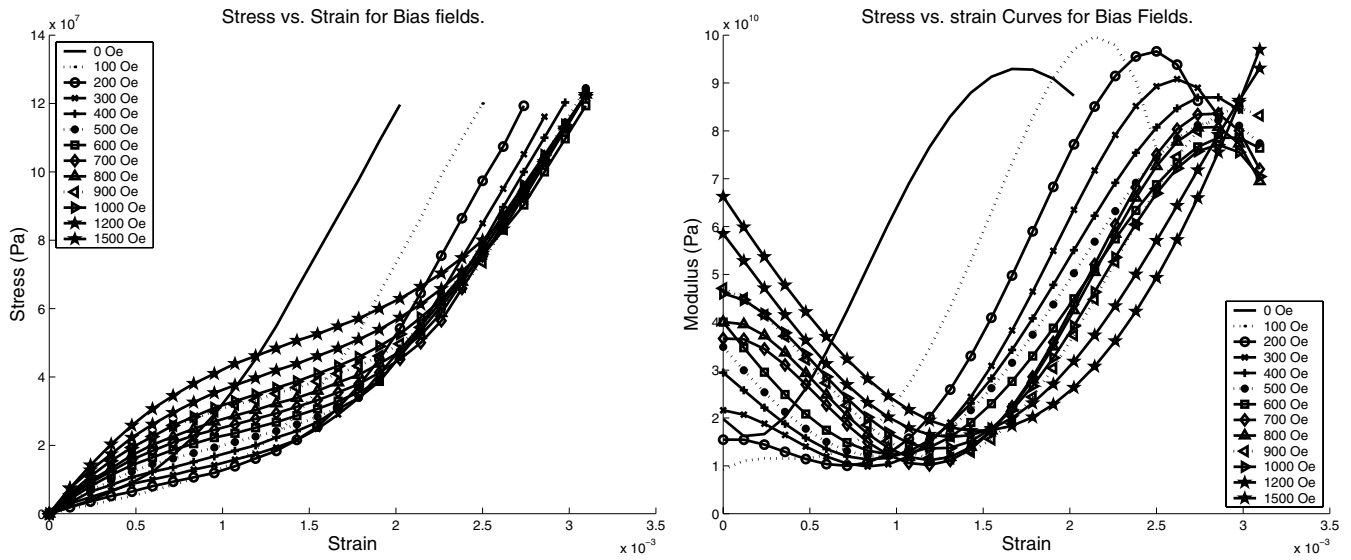 Stress vs. Strain for Bias fields.
x 10^7
14
12
10
8
6
4
2
0
Stress (Pa)
0 Oe
100 Oe
200 Oe
300 Oe
400 Oe
500 Oe
600 Oe
700 Oe
800 Oe
900 Oe
1000 Oe
1200 Oe
1500 Oe
0
0.5
1
1.5
2
2.5
3
3.5
Strain
x 10^-3
Stress vs. strain Curves for Bias Fields.
x 10^10
10
9
8
7
6
5
4
3
2
1
0
Modulus (Pa)
0 Oe
100 Oe
200 Oe
300 Oe
400 Oe
500 Oe
600 Oe
700 Oe
800 Oe
900 Oe
1000 Oe
1200 Oe
1500 Oe
0
0.5
1
1.5
2
2.5
3
3.5
Strain
x 10^-3